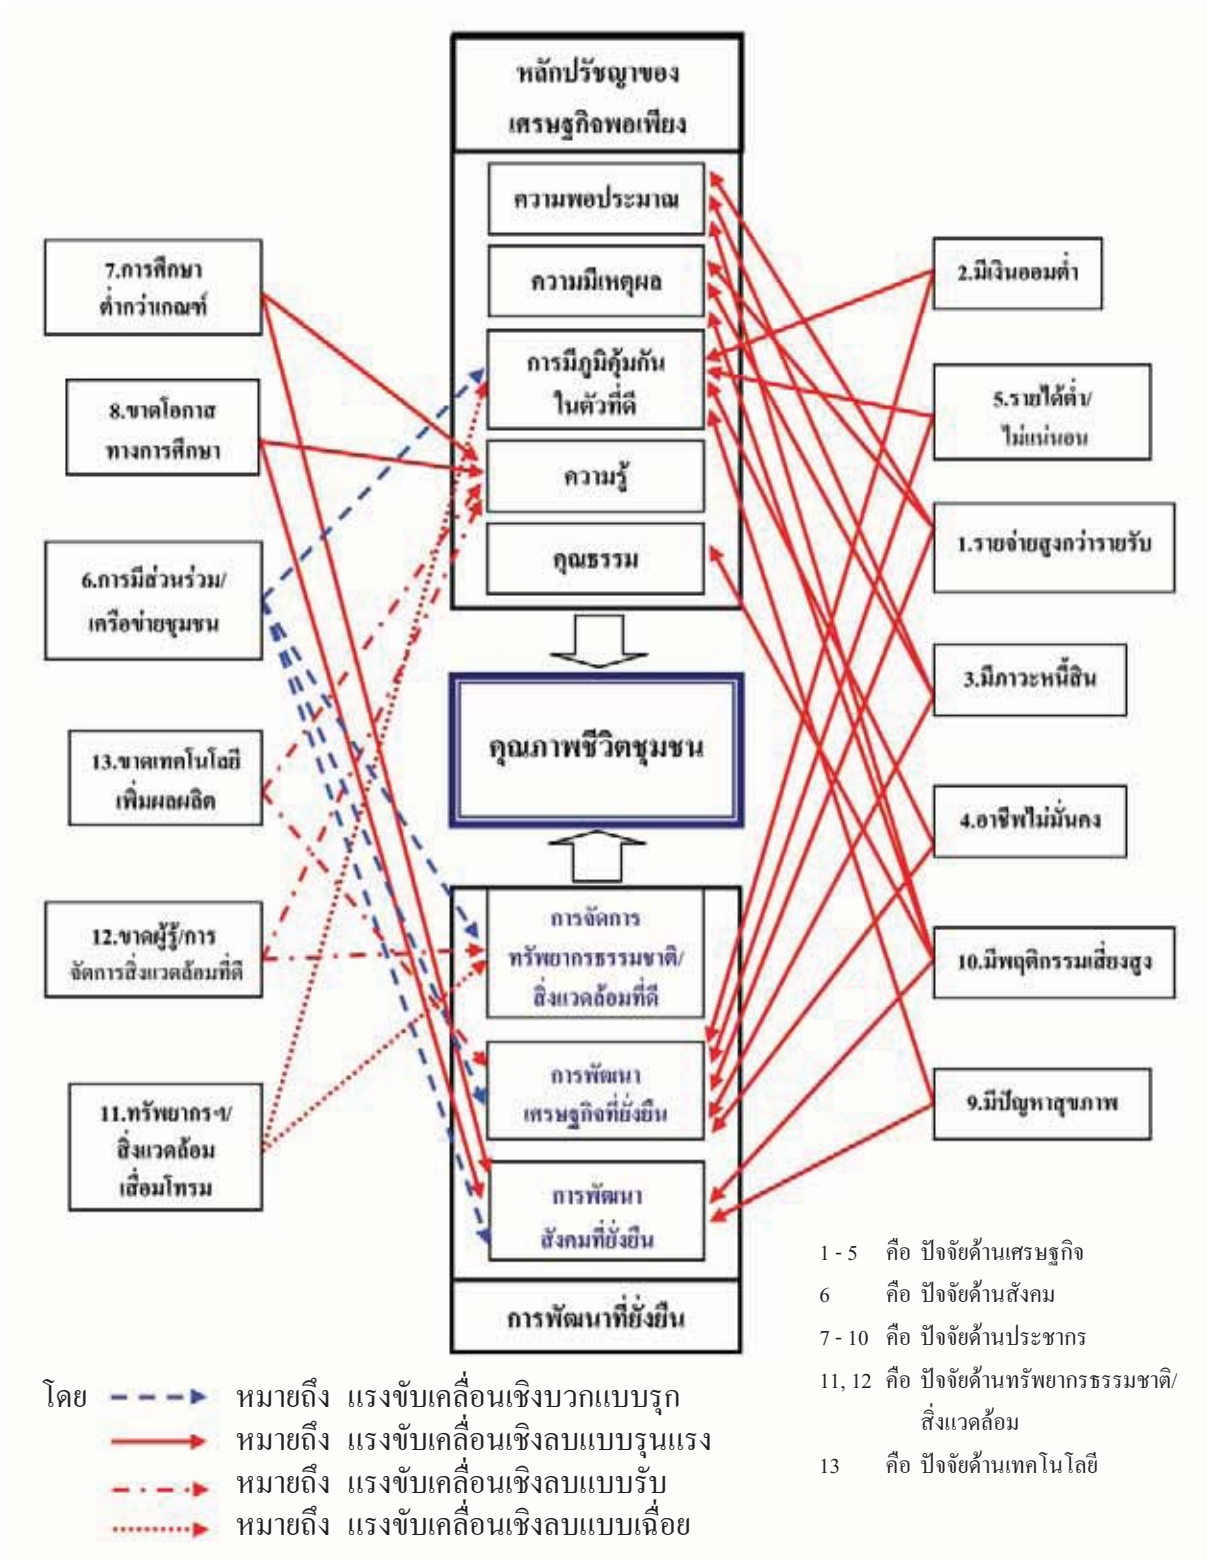 หลักปรัชญาของ
เศรษฐกิจพอเพียง
ความพอประมาณ
ความมีเหตุผล
การมีภูมิคุ้มกัน
ในตัวที่ดี
ความรู้
คุณธรรม
คุณภาพชีวิตชุมชน
การจัดการ
ทรัพยากรธรรมชาติ/
สิ่งแวดล้อมที่ดี
การพัฒนา
เศรษฐกิจที่ยั่งยืน
การพัฒนา
สังคมที่ยั่งยืน
การพัฒนาที่ยั่งยืน
7.การศึกษา
ต่ำกว่าเกณฑ์
8.ขาดโอกาส
ทางการศึกษา
6.การมีส่วนร่วม/
เครือข่ายชุมชน
13.ขาดเทคโนโลยี
เพิ่มผลผลิต
12.ขาดผู้รู้/การ
จัดการสิ่งแวดล้อมที่ดี
11.ทรัพยากรฯ/
สิ่งแวดล้อม
เสื่อมโทรม
2.มีเงินออมต่ำ
5.รายได้ต่ำ/
ไม่แน่นอน
1.รายจ่ายสูงกว่ารายรับ
3.มีภาวะหนี้สิน
4.อาชีพไม่มั่นคง
10.มีพฤติกรรมเสี่ยงสูง
9.มีปัญหาสุขภาพ
1 - 5 คือ ปัจจัยด้านเศรษฐกิจ
6 คือ ปัจจัยด้านสังคม
7 - 10 คือ ปัจจัยด้านประชากร
11, 12 คือ ปัจจัยด้านทรัพยากรธรรมชาติ/
สิ่งแวดล้อม
13 คือ ปัจจัยด้านเทคโนโลยี
โดย หมายถึง แรงขับเคลื่อนเชิงบวกแบบรุก
หมายถึง แรงขับเคลื่อนเชิงลบแบบรุนแรง
หมายถึง แรงขับเคลื่อนเชิงลบแบบรับ
หมายถึง แรงขับเคลื่อนเชิงลบแบบเฉื่อย